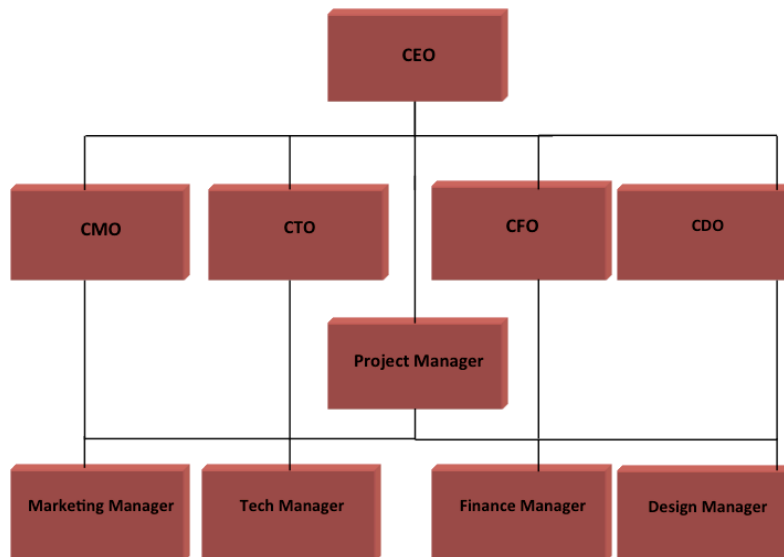 CEO
CMO
CTO
CFO
CDO
Project Manager
Marketing Manager
Tech Manager
Finance Manager
Design Manager